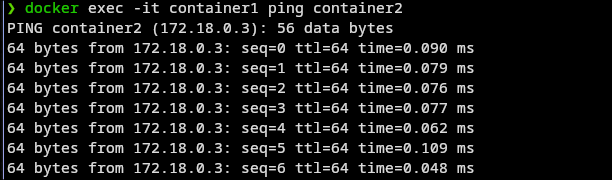 ❯ docker exec -it container1 ping container2
PING container2 (172.18.0.3): 56 data bytes
64 bytes from 172.18.0.3: seq=0 ttl=64 time=0.090 ms
64 bytes from 172.18.0.3: seq=1 ttl=64 time=0.079 ms
64 bytes from 172.18.0.3: seq=2 ttl=64 time=0.076 ms
64 bytes from 172.18.0.3: seq=3 ttl=64 time=0.077 ms
64 bytes from 172.18.0.3: seq=4 ttl=64 time=0.062 ms
64 bytes from 172.18.0.3: seq=5 ttl=64 time=0.109 ms
64 bytes from 172.18.0.3: seq=6 ttl=64 time=0.048 ms